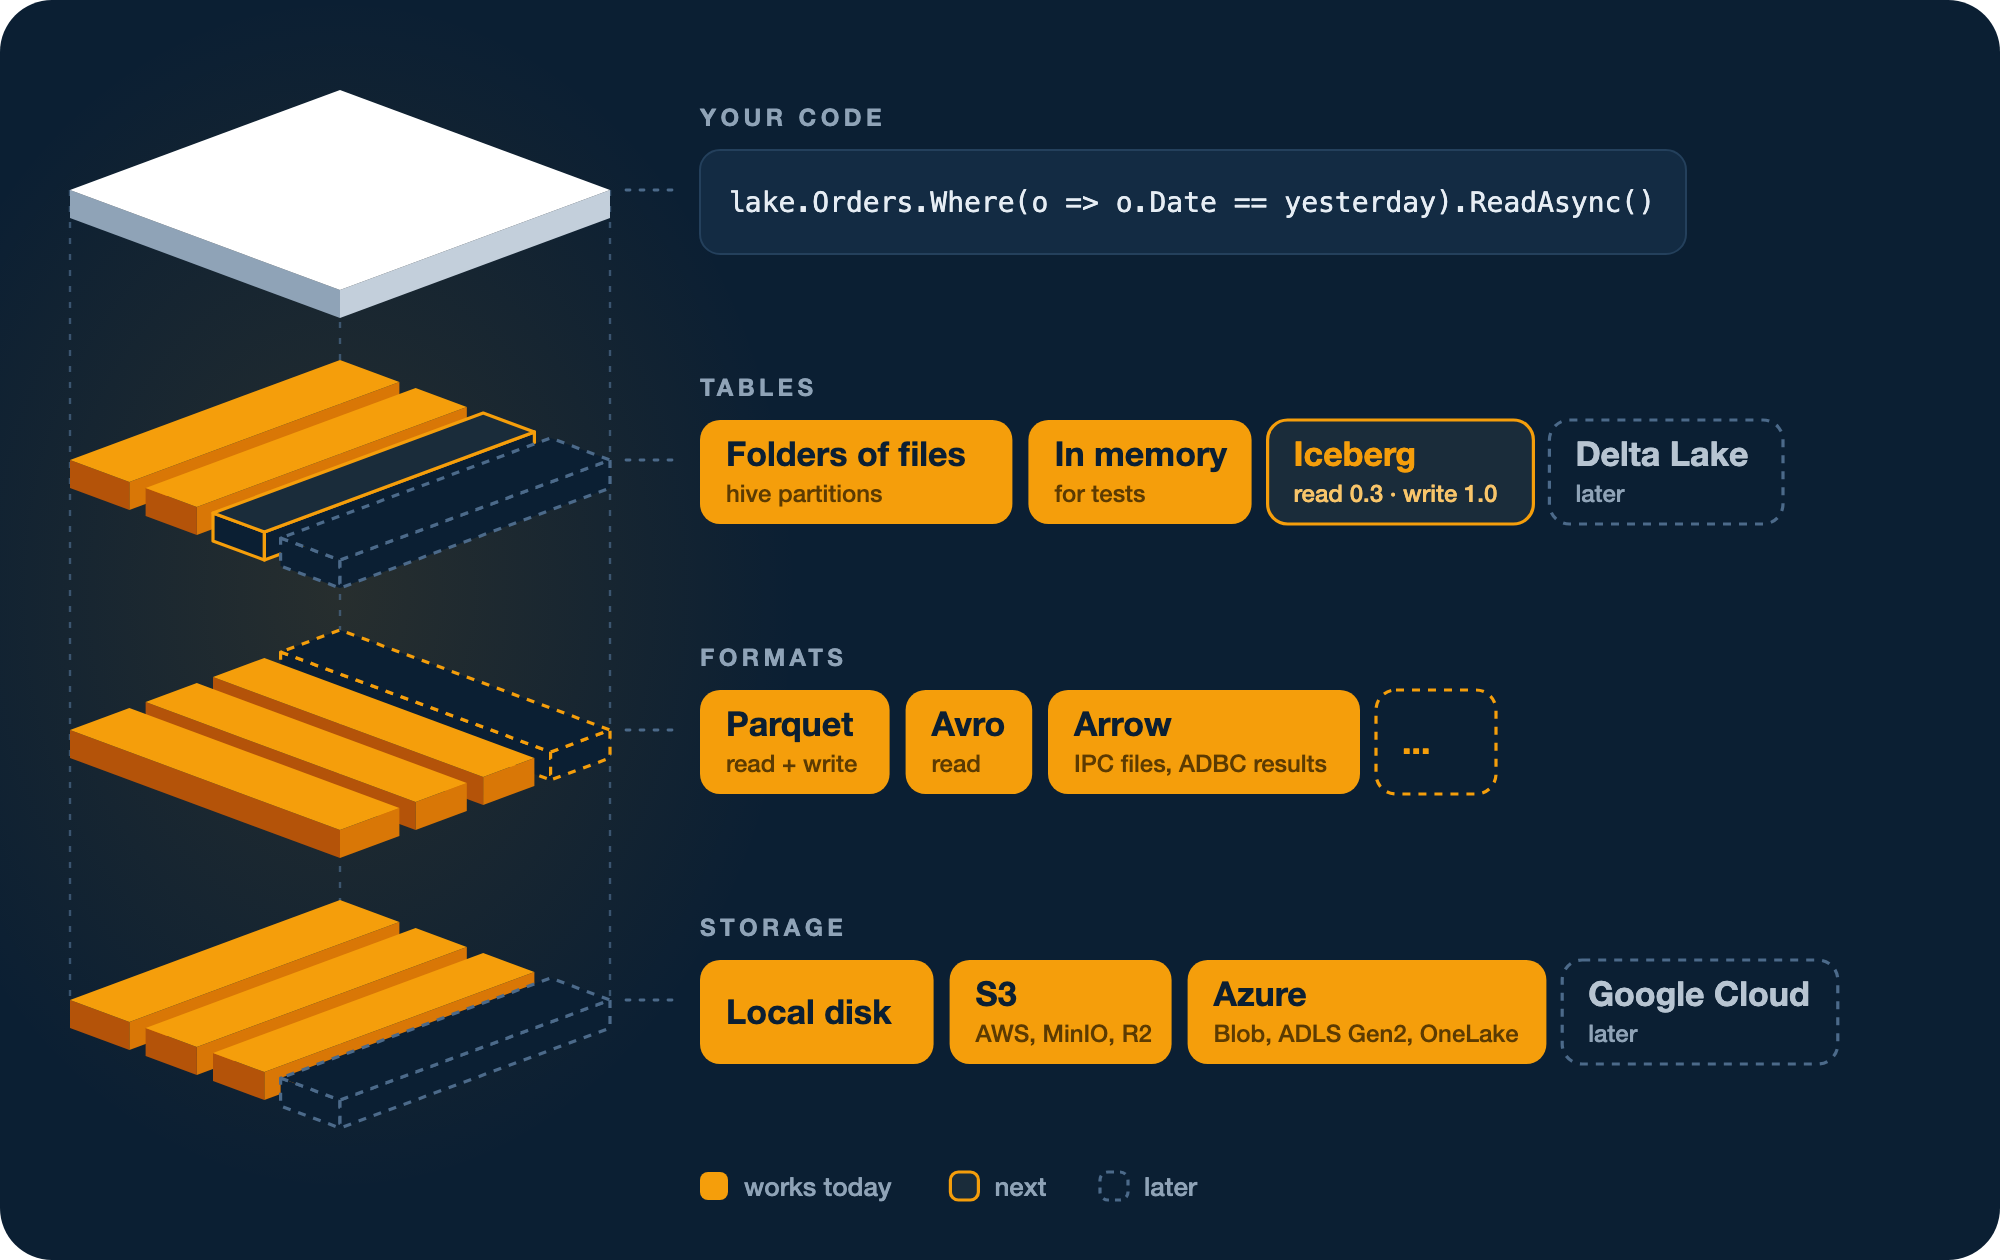 YOUR CODE
lake.Orders.Where(o => o.Date == yesterday).ReadAsync()
TABLES
Folders of files
hive partitions
In memory
for tests
Iceberg
read 0.3 · write 1.0
Delta Lake
later
FORMATS
Parquet
read + write
Avro
read
Arrow
IPC files, ADBC results
...
STORAGE
Local disk
S3
AWS, MinIO, R2
Azure
Blob, ADLS Gen2, OneLake
Google Cloud
later
works today
next
later